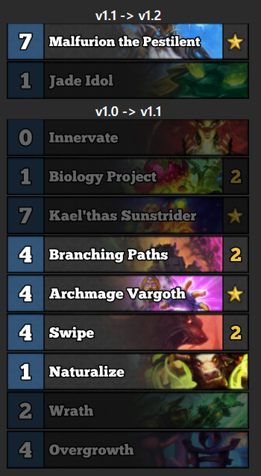 v1.1 -> v1.2
7 Malfurion the Pestilent
1 Jade Idol
v1.0 -> v1.1
0 Innervate
1 Biology Project 2
7 Kael'thas Sunstrider
4 Branching Paths 2
4 Archmage Vargoth
4 Swipe 2
1 Naturalize
2 Wrath
4 Overgrowth